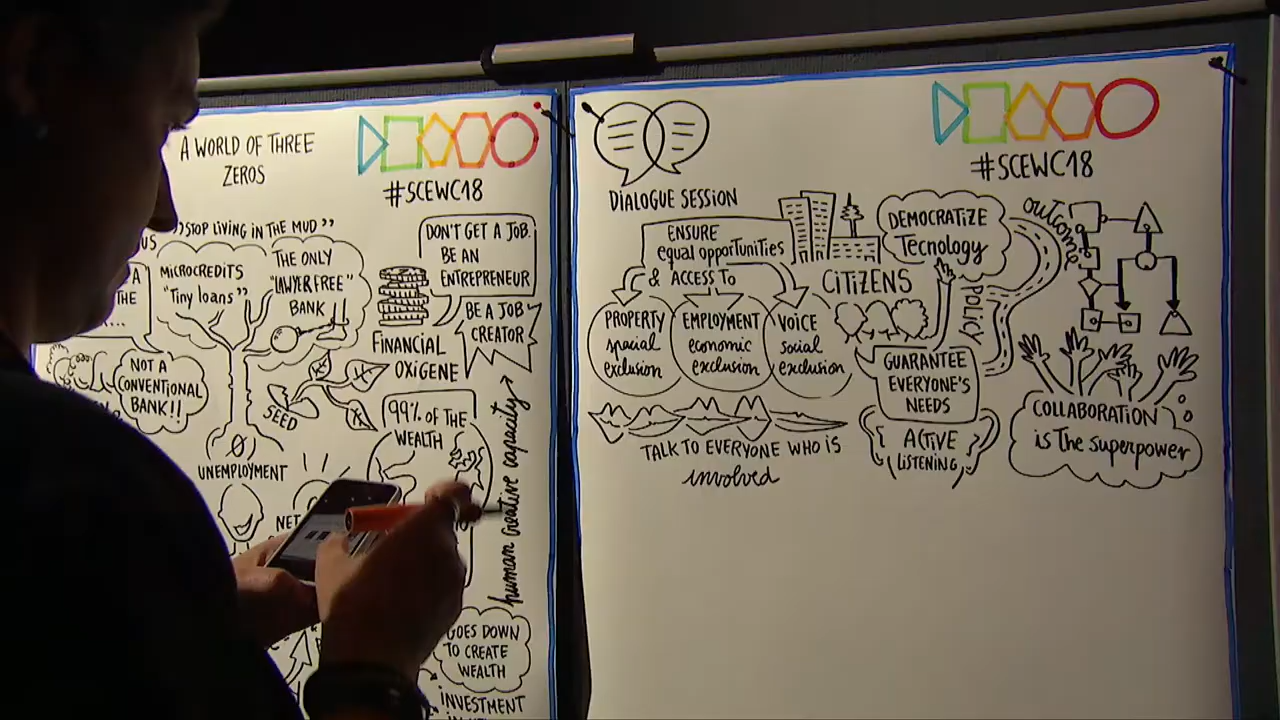 A WORLD OF THREE
ZEROS
#SCEWC18
"STOP LIVING IN THE MUD"
US
MICROCREDITS
"Tiny loans"
THE ONLY
"LAWYER FREE"
BANK
DON'T GET A JOB.
BE AN
ENTREPRENEUR
BE A JOB
CREATOR
A
THE
...
FINANCIAL
OXIGENE
NOT A
CONVENTIONAL
BANK!!
SEED
99% OF THE
WEALTH
UNEMPLOYMENT
NET
human creative capacity
GOES DOWN
TO CREATE
WEALTH
INVESTMENT
DIALOGUE SESSION
#SCEWC18
ENSURE
equal opportunities
& ACCESS TO
CiTiZENS
DEMOCRATIZE
Tecnology
outcome
POLICY
PROPERTY
spacial
exclusion
EMPLOYMENT
economic
exclusion
VOICE
social
exclusion
GUARANTEE
EVERYONE'S
NEEDS
ACTIVE
LISTENING
TALK TO EVERYONE WHO IS
involved
COLLABORATION
is The superpower